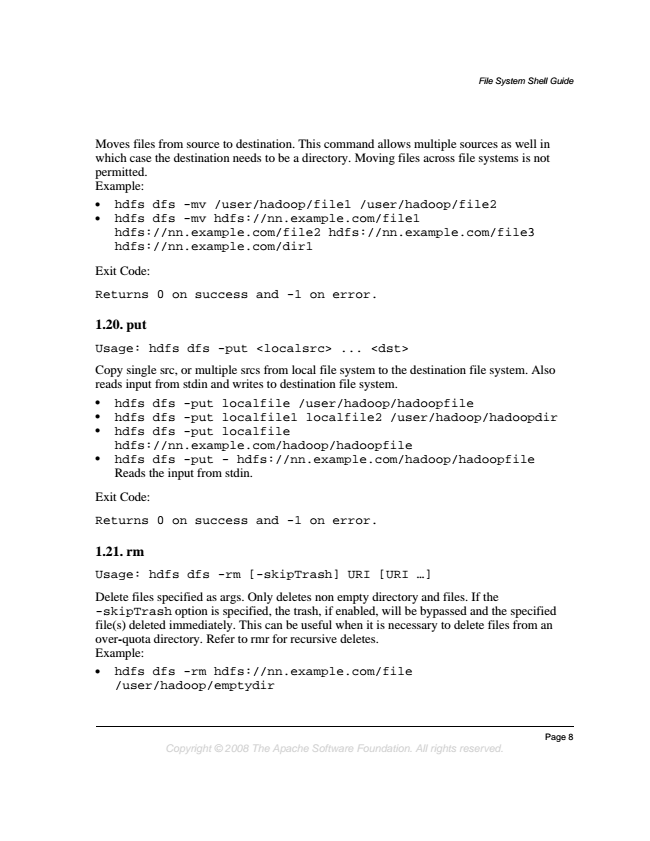 File System Shell Guide
Moves files from source to destination. This command allows multiple sources as well in
which case the destination needs to be a directory. Moving files across file systems is not
permitted.
Example:
• hdfs dfs -mv /user/hadoop/file1 /user/hadoop/file2
• hdfs dfs -mv hdfs://nn.example.com/file1
hdfs://nn.example.com/file2 hdfs://nn.example.com/file3
hdfs://nn.example.com/dir1
Exit Code:
Returns 0 on success and -1 on error.
1.20. put
Usage: hdfs dfs -put <localsrc> ... <dst>
Copy single src, or multiple srcs from local file system to the destination file system. Also
reads input from stdin and writes to destination file system.
• hdfs dfs -put localfile /user/hadoop/hadoopfile
• hdfs dfs -put localfile1 localfile2 /user/hadoop/hadoopdir
• hdfs dfs -put localfile
hdfs://nn.example.com/hadoop/hadoopfile
• hdfs dfs -put - hdfs://nn.example.com/hadoop/hadoopfile
Reads the input from stdin.
Exit Code:
Returns 0 on success and -1 on error.
1.21. rm
Usage: hdfs dfs -rm [-skipTrash] URI [URI …]
Delete files specified as args. Only deletes non empty directory and files. If the
-skipTrash option is specified, the trash, if enabled, will be bypassed and the specified
file(s) deleted immediately. This can be useful when it is necessary to delete files from an
over-quota directory. Refer to rmr for recursive deletes.
Example:
• hdfs dfs -rm hdfs://nn.example.com/file
/user/hadoop/emptydir
Page 8
Copyright © 2008 The Apache Software Foundation. All rights reserved.